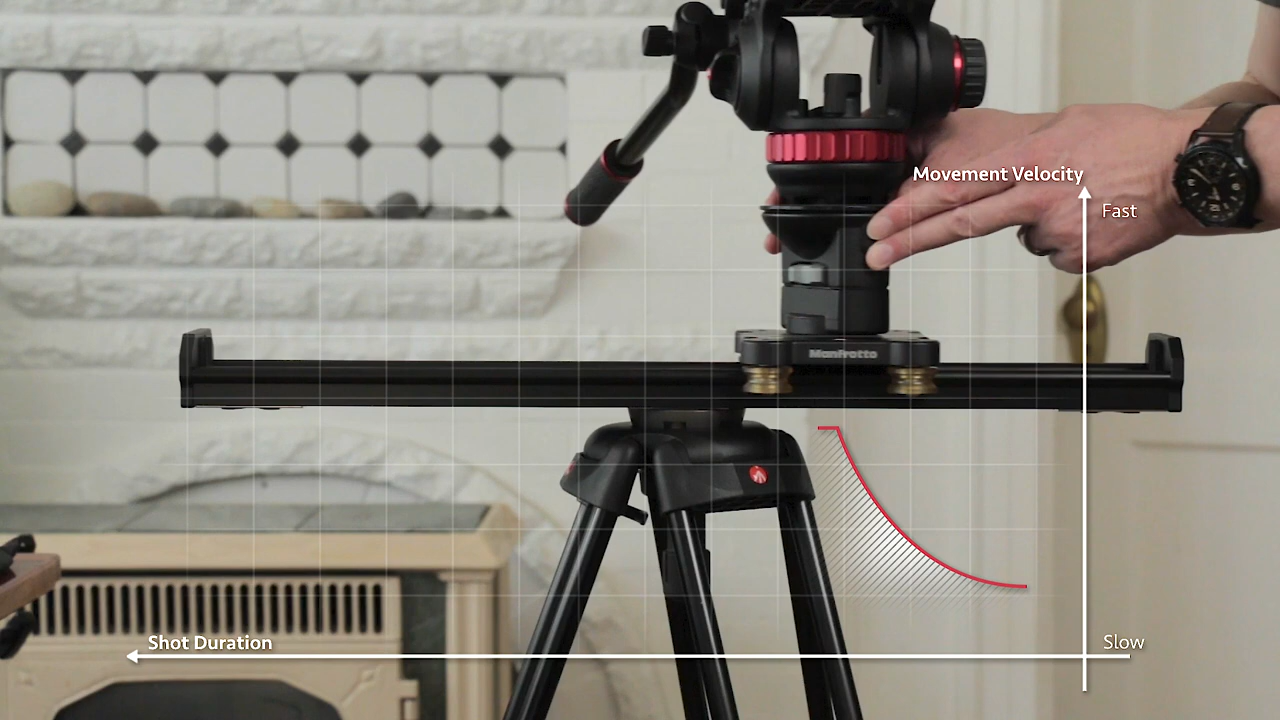 Movement Velocity
Fast
Manfrotto
Shot Duration
Slow